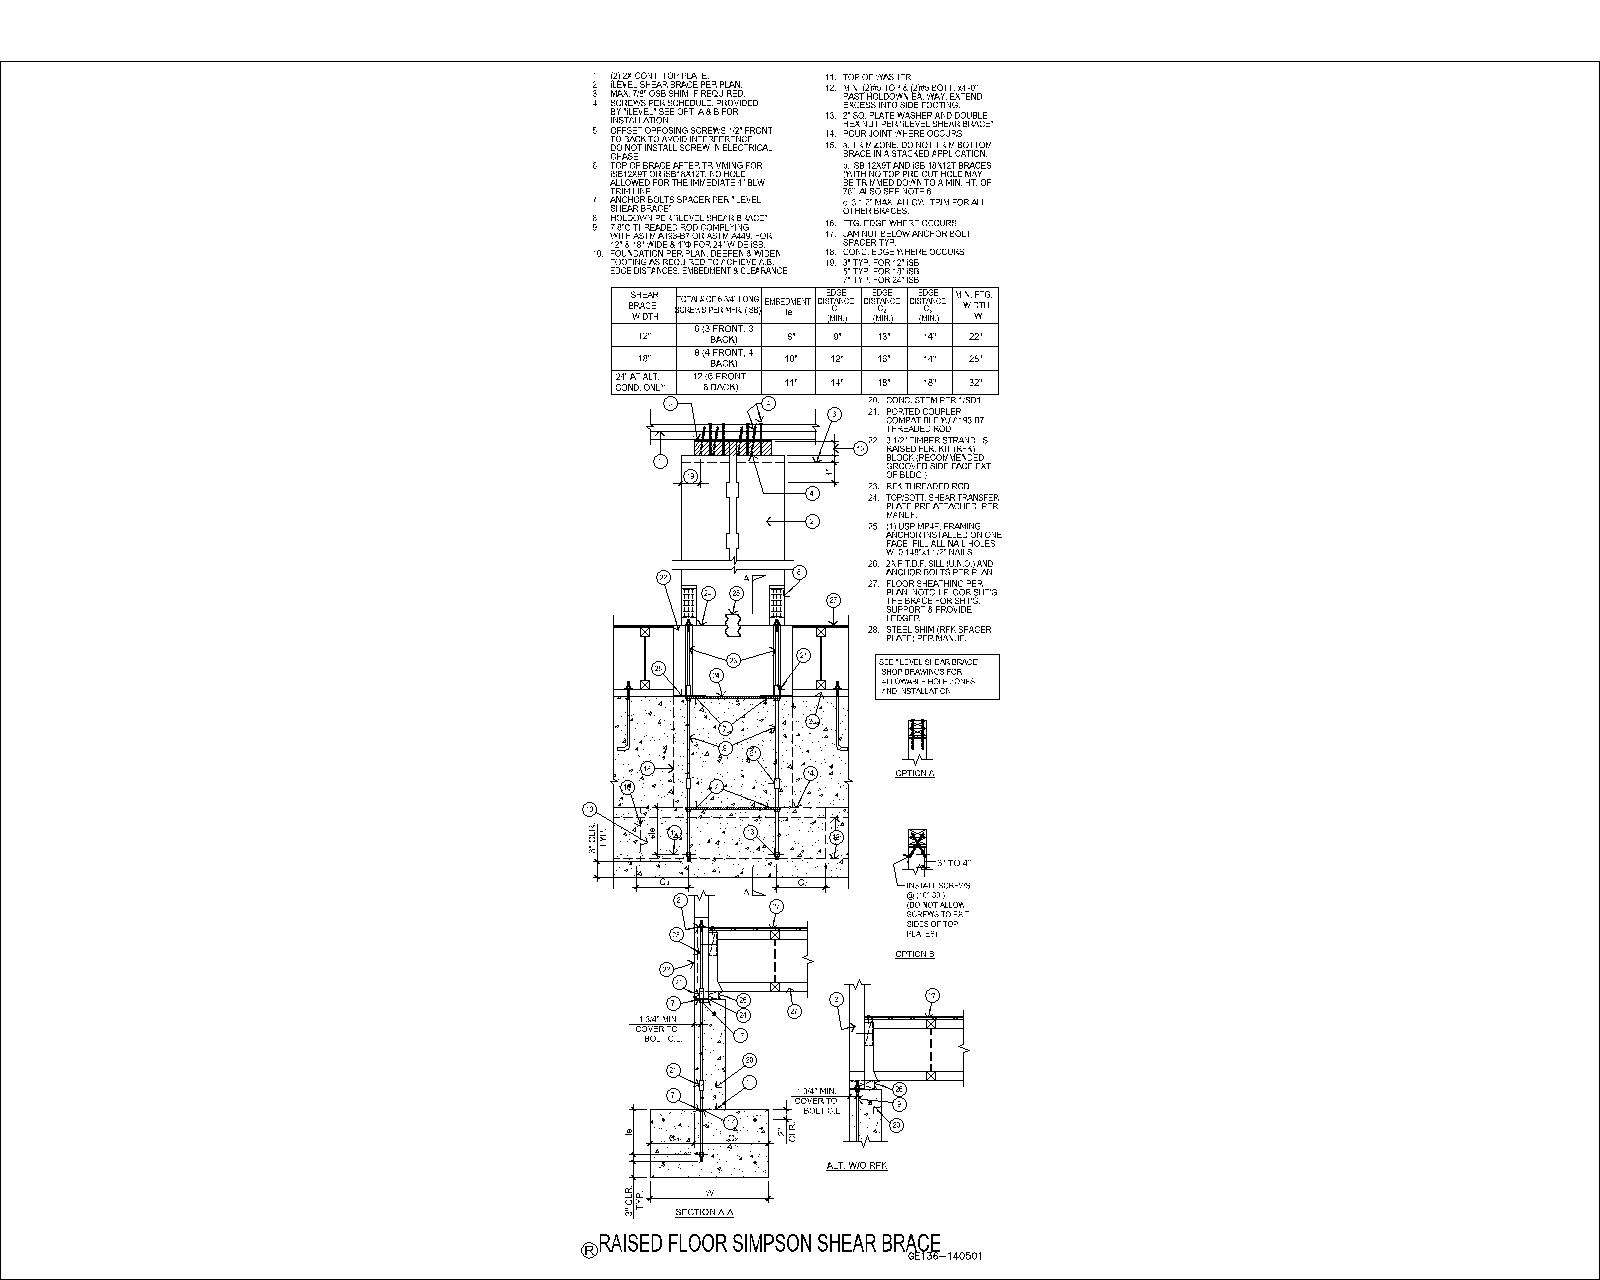 1. (2) 2X CONT. TOP PLATE.
2 iLEVEL SHEAR BRACE PER PLAN.
3 MAX. 7/8" OSB SHIM IF REQUIRED.
4 SCREWS PER SCHEDULE, PROVIDED
BY "iLEVEL" SEE OPT. A & B FOR
INSTALLATION
5 OFFSET OPPOSING SCREWS 1/2" FRONT
TO BACK TO AVOID INTERFERENCE
DO NOT INSTALL SCREW IN ELECTRICAL
CHASE
6 TOP OF BRACE AFTER TRIMMING FOR
iSB12X9T OR iSB18X12T. NO HOLE
ALLOWED FOR THE IMMEDIATE 4" BLW
TRIM LINE
7 ANCHOR BOLTS SPACER PER "iLEVEL
SHEAR BRACE"
8 HOLDOWN PER "iLEVEL SHEAR BRACE"
9 7/8"Φ THREADED ROD COMPLYING
WITH ASTM A193-B7 OR ASTM A449, FOR
12" & 18" WIDE & 1"Φ FOR 24" WIDE iSB.
10. FOUNDATION PER PLAN, DEEPEN & WIDEN
FOOTING AS REQUIRED TO ACHIEVE A.B.
EDGE DISTANCES, EMBEDMENT & CLEARANCE
11. TOP OF WASHER
12. MIN. (2)#5 TOP & (2)#5 BOTT. x4'-0"
PAST HOLDOWN EA. WAY. EXTEND
EXCESS INTO SIDE FOOTING.
13. 2" SQ. PLATE WASHER AND DOUBLE
HEX NUT PER "iLEVEL SHEAR BRACE"
14. POUR JOINT WHERE OCCURS
15. a. TRIM ZONE. DO NOT TRIM BOTTOM
BRACE IN A STACKED APPLICATION.
b. iSB 12X9T AND iSB 18X12T BRACES
(WITH NO TOP PRE-CUT HOLE MAY
BE TRIMMED DOWN TO A MIN. HT. OF
76" ALSO SEE NOTE 6
c. 3 1/2" MAX. ALLOW. TRIM FOR ALL
OTHER BRACES.
16. FTG. EDGE WHERE OCCURS
17. JAM NUT BELOW ANCHOR BOLT
SPACER TYP.
18. CONC. EDGE WHERE OCCURS
19. 3" TYP. FOR 12" iSB
5" TYP. FOR 18" iSB
7" TYP. FOR 24" iSB
SHEAR BRACE WIDTH
TOTAL # OF 6 3/4" LONG SCREWS PER MFR. (iSB)
EMBEDMENT le
EDGE DISTANCE (MIN.)
EDGE DISTANCE C2 (MIN.)
EDGE DISTANCE (MIN.)
MIN. FTG. WIDTH W
12" 6 (3 FRONT, 3 BACK) 9" 13" 14" 22"
18" 8 (4 FRONT, 4 BACK) 10" 12" 16" 14"
24" AT ALT. COND. ONLY 12 (6 FRONT 6 BACK) 11" 14" 18" 18" 32"
20. CONC. STEM PER 1/SD1
21. PORTED COUPLER
COMPATIBLE W/ A193-B7
THREADED ROD
22. 3 1/2" TIMBER STRAND LSL
RAISED FLR. KIT (RFK)
BLOCK (RECOMMENDED
GROOVED SIDE FACE EXT.
OF BLDG.)
23. RFK THREADED ROD
24. TOP/BOTT. SHEAR TRANSFER
PLATE PRE-ATTACHED PER
MANUF.
25. (1) USP MP4F FRAMING
ANCHOR INSTALLED ON ONE
FACE. FILL ALL NAIL HOLES
W/ 0.148"x1 1/2" NAILS
26. 2X P.T.D.F. SILL (U.N.O.) AND
ANCHOR BOLTS PER PLAN
27. FLOOR SHEATHING PER
PLAN. NOTCH FLOOR SHT'G.
THE BRACE FOR SHT'G.
SUPPORT & PROVIDE
LEDGER.
28. STEEL SHIM (RFK SPACER
PLATE) PER MANUF.
SEE "iLEVEL SHEAR BRACE"
SHOP DRAWINGS FOR
ALLOWABLE HOLE ZONES
AND INSTALLATION
OPTION A
3" TO 4"
INSTALL SCREWS
(DO NOT ALLOW
SCREWS TO EXIT
SIDES OF TOP
PLATES)
OPTION B
3" CLR.
TYP.
1 3/4" MIN.
COVER TO
BOLT C.L.
2" CLR.
le
3" CLR.
TYP.
W
SECTION A-A
1 3/4" MIN.
COVER TO
BOLT C.L.
ALT. W/O RFK
® RAISED FLOOR SIMPSON SHEAR BRACE
GE136-140501